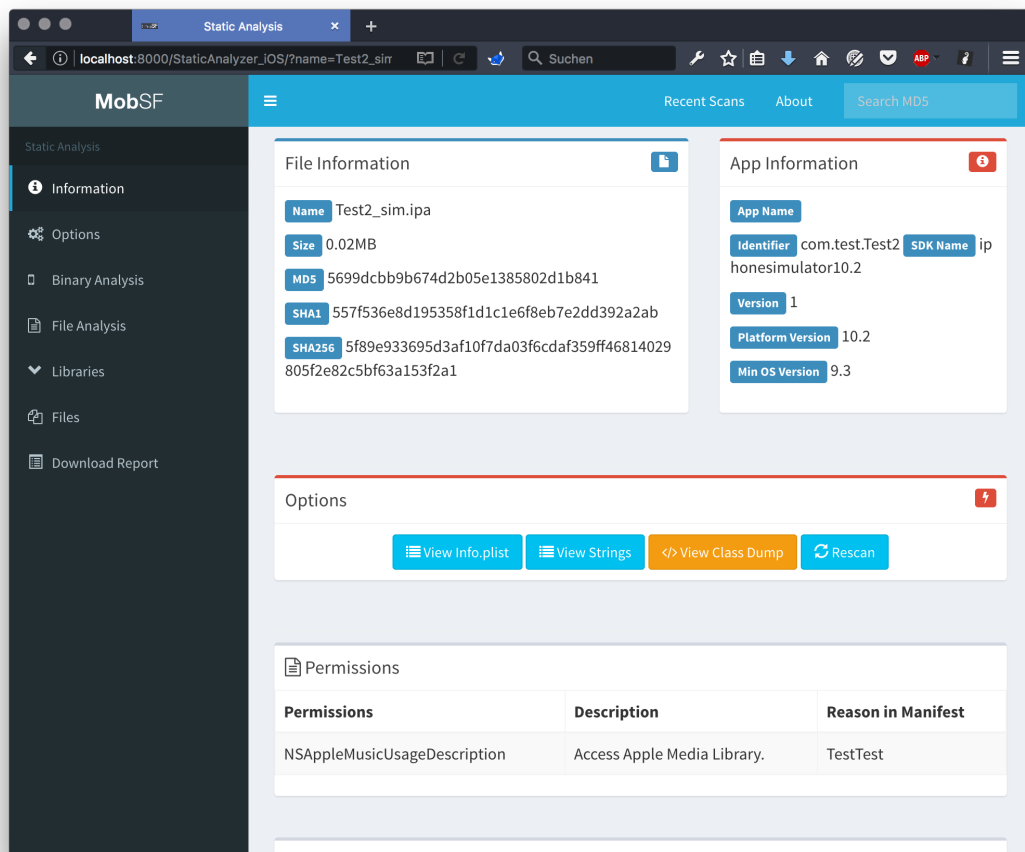 Static Analysis
localhost:8000/StaticAnalyzer_iOS/?name=Test2_sim
Suchen
ABP
MobSF
Recent Scans
About
Search MD5
Static Analysis
Information
Options
Binary Analysis
File Analysis
Libraries
Files
Download Report
File Information
Name Test2_sim.ipa
Size 0.02MB
MD5 5699dcbb9b674d2b05e1385802d1b841
SHA1 557f536e8d195358f1d1c1e6f8eb7e2dd392a2ab
SHA256 5f89e933695d3af10f7da03f6cdaf359ff46814029
805f2e82c5bf63a153f2a1
App Information
App Name
Identifier com.test.Test2 SDK Name ip
honesimulator10.2
Version 1
Platform Version 10.2
Min OS Version 9.3
Options
View Info.plist
View Strings
</> View Class Dump
Rescan
Permissions
Permissions Description Reason in Manifest
NSAppleMusicUsageDescription Access Apple Media Library. TestTest